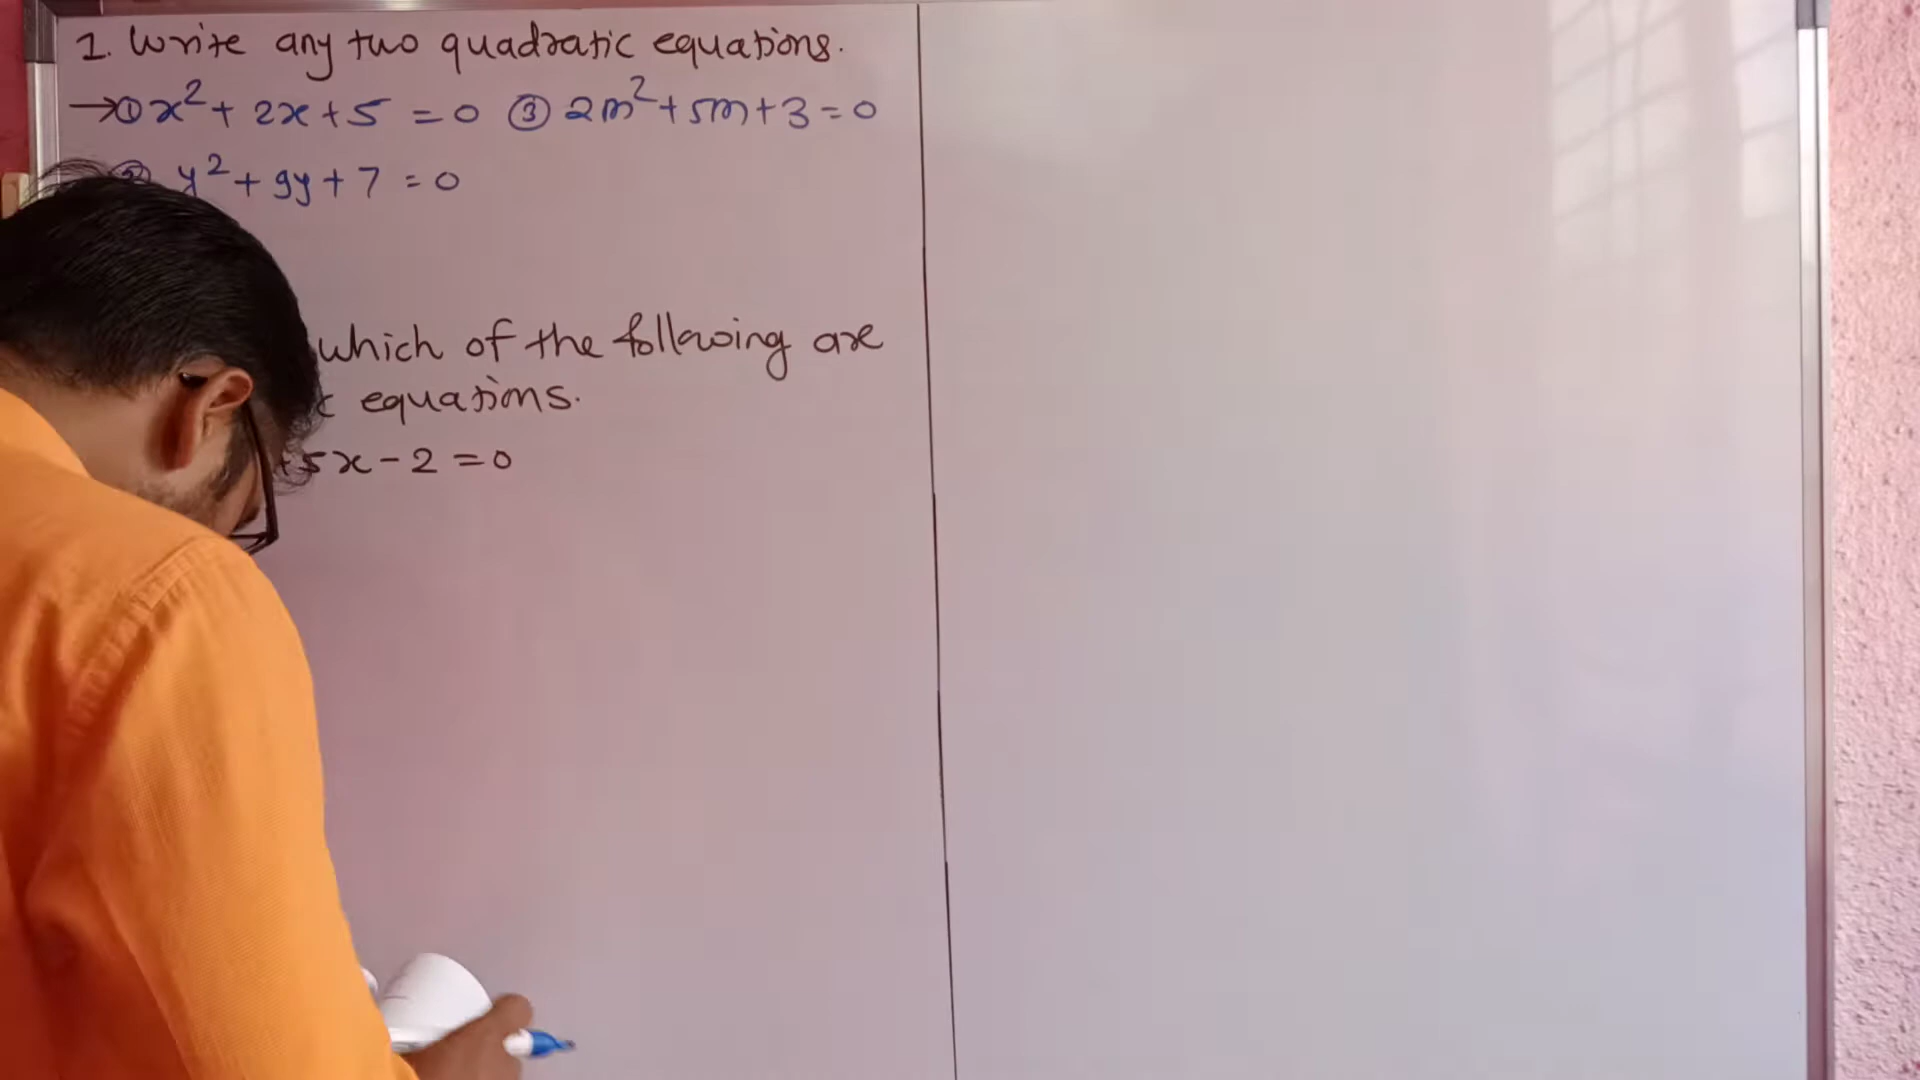 1. Write any two quadratic equations.
→① x² + 2x + 5 = 0 ③ 2m² + 5m + 3 = 0
② y² + 9y + 7 = 0
which of the following are
equations.
+5x - 2 = 0